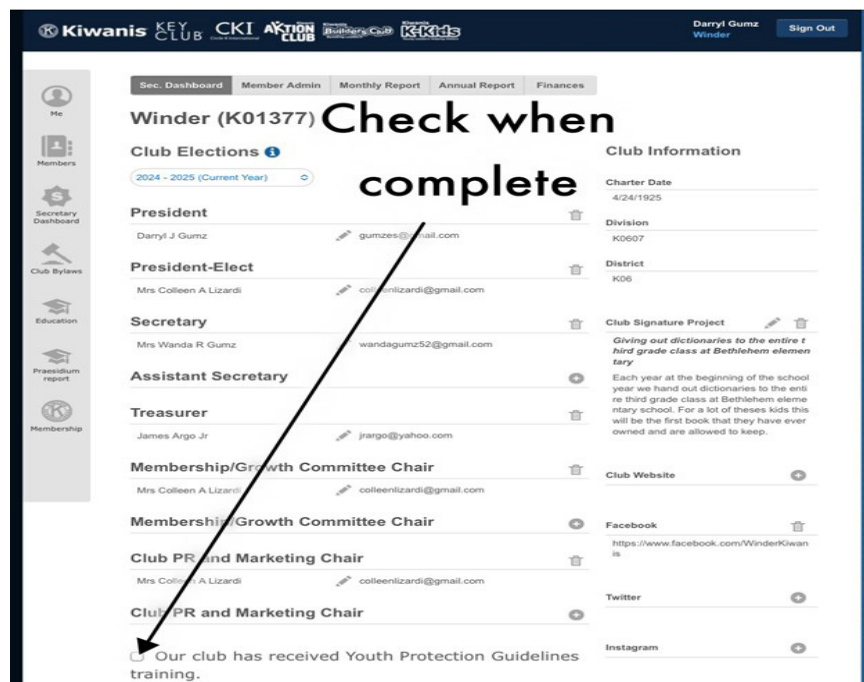 Kiwanis KEY CLUB CKI AKTION CLUB Builders Club K-Kids
Darryl Gumz
Winder
Sign Out
Me
Members
Secretary
Dashboard
Club Bylaws
Education
Praesidium
report
Membership
Sec. Dashboard Member Admin Monthly Report Annual Report Finances
Winder (K01377)
Check when
complete
Club Elections
2024 - 2025 (Current Year)
President
Darryl J Gumz gumzes@gmail.com
President-Elect
Mrs Colleen A Lizardi colleenlizardi@gmail.com
Secretary
Mrs Wanda R Gumz wandagumz52@gmail.com
Assistant Secretary
Treasurer
James Argo Jr jrargo@yahoo.com
Membership/Growth Committee Chair
Mrs Colleen A Lizardi colleenlizardi@gmail.com
Membership/Growth Committee Chair
Club PR and Marketing Chair
Mrs Colleen A Lizardi colleenlizardi@gmail.com
Club PR and Marketing Chair
Our club has received Youth Protection Guidelines
training.
Club Information
Charter Date
4/24/1925
Division
K0607
District
K06
Club Signature Project
Giving out dictionaries to the entire t
hird grade class at Bethlehem elemen
tary
Each year at the beginning of the school
year we hand out dictionaries to the enti
re third grade class at Bethlehem eleme
ntary school. For a lot of theses kids this
will be the first book that they have ever
owned and are allowed to keep.
Club Website
Facebook
https://www.facebook.com/WinderKiwan
is
Twitter
Instagram